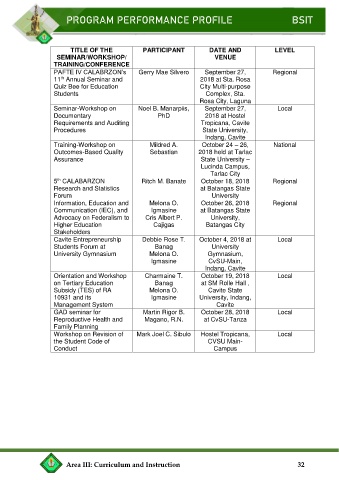 PROGRAM PERFORMANCE PROFILE BSIT
TITLE OF THE SEMINAR/WORKSHOP/ TRAINING/CONFERENCE | PARTICIPANT | DATE AND VENUE | LEVEL
PAFTE IV CALABRZON's
11th Annual Seminar and
Quiz Bee for Education
Students
Gerry Mae Silvero
September 27,
2018 at Sta. Rosa
City Multi purpose
Complex, Sta.
Rosa City, Laguna
Regional
Seminar-Workshop on
Documentary
Requirements and Auditing
Procedures
Noel B. Manarpiis,
PhD
September 27,
2018 at Hostel
Tropicana, Cavite
State University,
Indang, Cavite
Local
Training-Workshop on
Outcomes-Based Quality
Assurance
Mildred A.
Sebastian
October 24 – 26,
2018 held at Tarlac
State University –
Lucinda Campus,
Tarlac City
National
5th CALABARZON
Research and Statistics
Forum
Ritch M. Banate
October 18, 2018
at Batangas State
University
Regional
Information, Education and
Communication (IEC), and
Advocacy on Federalism to
Higher Education
Stakeholders
Melona O.
Igmasine
Cris Albert P.
Cajigas
October 26, 2018
at Batangas State
University,
Batangas City
Regional
Cavite Entrepreneurship
Students Forum at
University Gymnasium
Debbie Rose T.
Banag
Melona O.
Igmasine
October 4, 2018 at
University
Gymnasium,
CvSU-Main,
Indang, Cavite
Local
Orientation and Workshop
on Tertiary Education
Subsidy (TES) of RA
10931 and its
Management System
Charmaine T.
Banag
Melona O.
Igmasine
October 19, 2018
at SM Rolle Hall ,
Cavite State
University, Indang,
Cavite
Local
GAD seminar for
Reproductive Health and
Family Planning
Martin Rigor B.
Magano, R.N.
October 28, 2018
at CvSU-Tanza
Local
Workshop on Revision of
the Student Code of
Conduct
Mark Joel C. Sibulo
Hostel Tropicana,
CVSU Main-
Campus
Local
Area III: Curriculum and Instruction 32